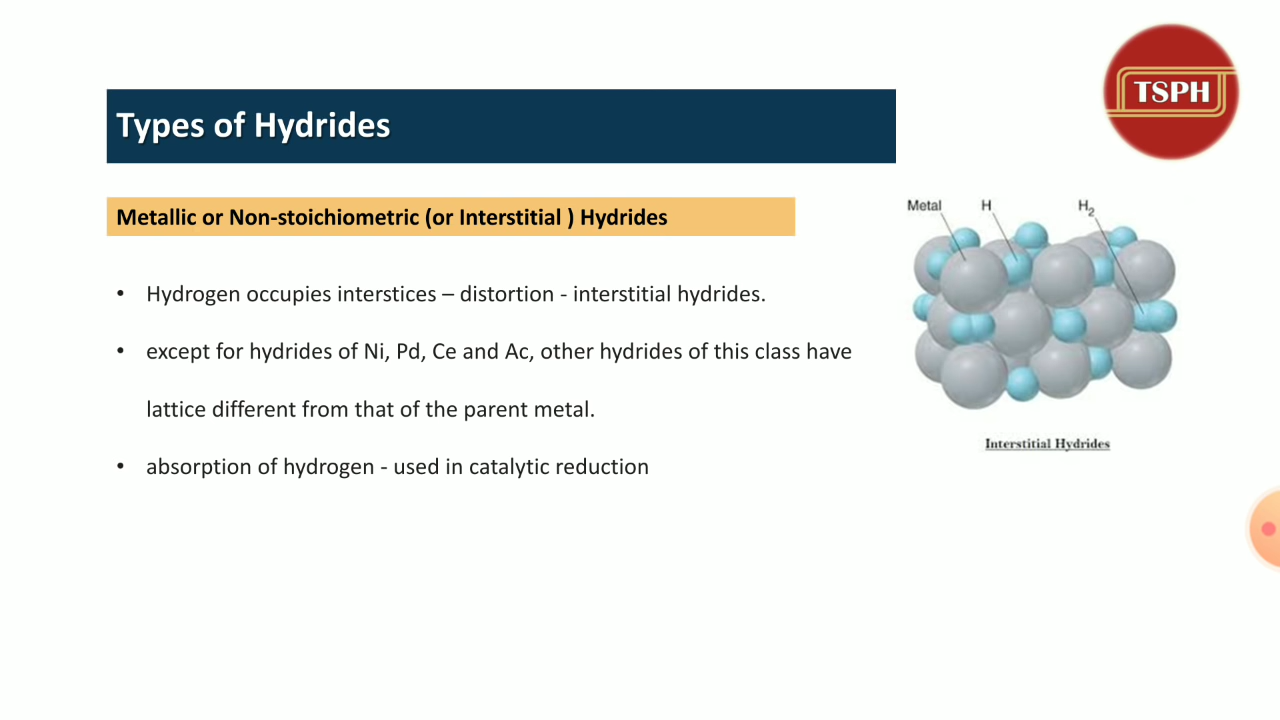 TSPH
Types of Hydrides
Metallic or Non-stoichiometric (or Interstitial ) Hydrides
Metal H H2
• Hydrogen occupies interstices – distortion - interstitial hydrides.
• except for hydrides of Ni, Pd, Ce and Ac, other hydrides of this class have
lattice different from that of the parent metal.
• absorption of hydrogen - used in catalytic reduction
Interstitial Hydrides